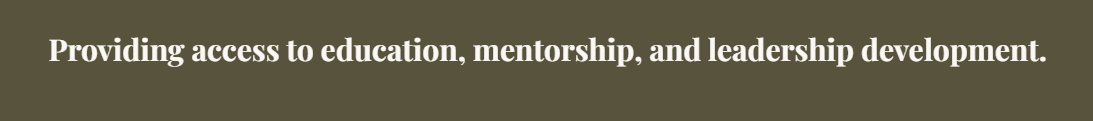 Providing access to education, mentorship, and leadership development.